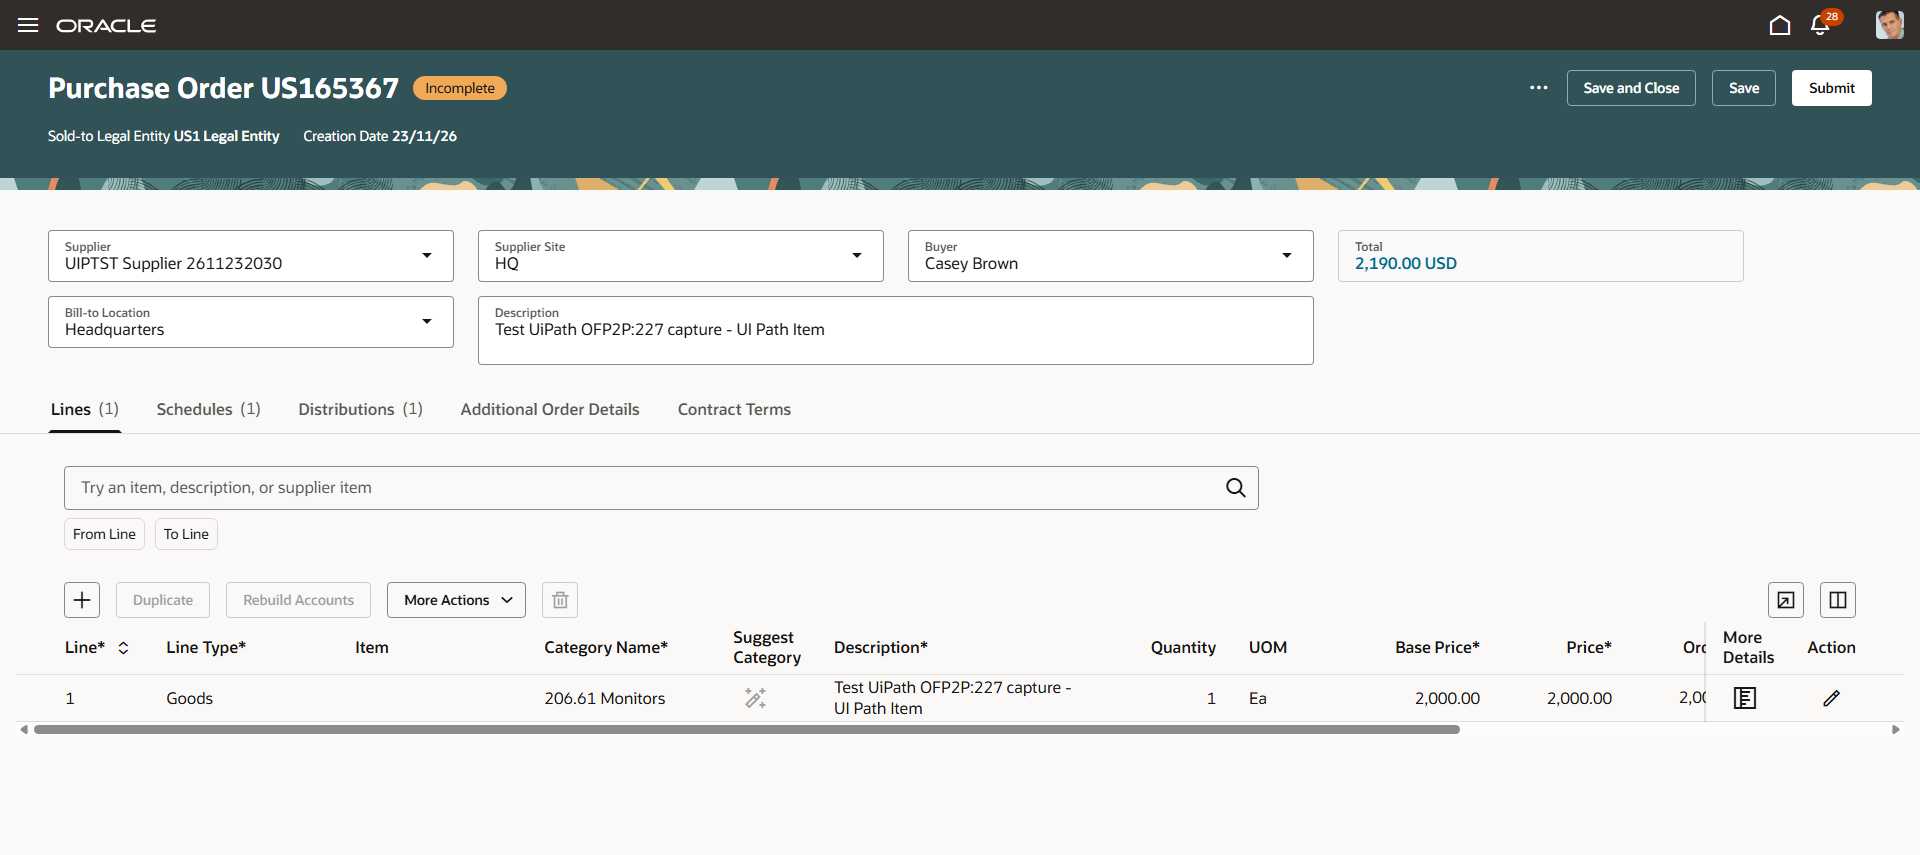 ORACLE
28
Purchase Order US165367 Incomplete
Save and Close Save Submit
Sold-to Legal Entity US1 Legal Entity Creation Date 23/11/26
Supplier
UIPTST Supplier 2611232030
Supplier Site
HQ
Buyer
Casey Brown
Total
2,190.00 USD
Bill-to Location
Headquarters
Description
Test UiPath OFP2P:227 capture - UI Path Item
Lines (1) Schedules (1) Distributions (1) Additional Order Details Contract Terms
Try an item, description, or supplier item
From Line To Line
Duplicate Rebuild Accounts More Actions
Line* Line Type* Item Category Name* Suggest Category Description* Quantity UOM Base Price* Price* Orc More Details Action
1 Goods 206.61 Monitors Test UiPath OFP2P:227 capture - 1 Ea 2,000.00 2,000.00 2,00
UI Path Item